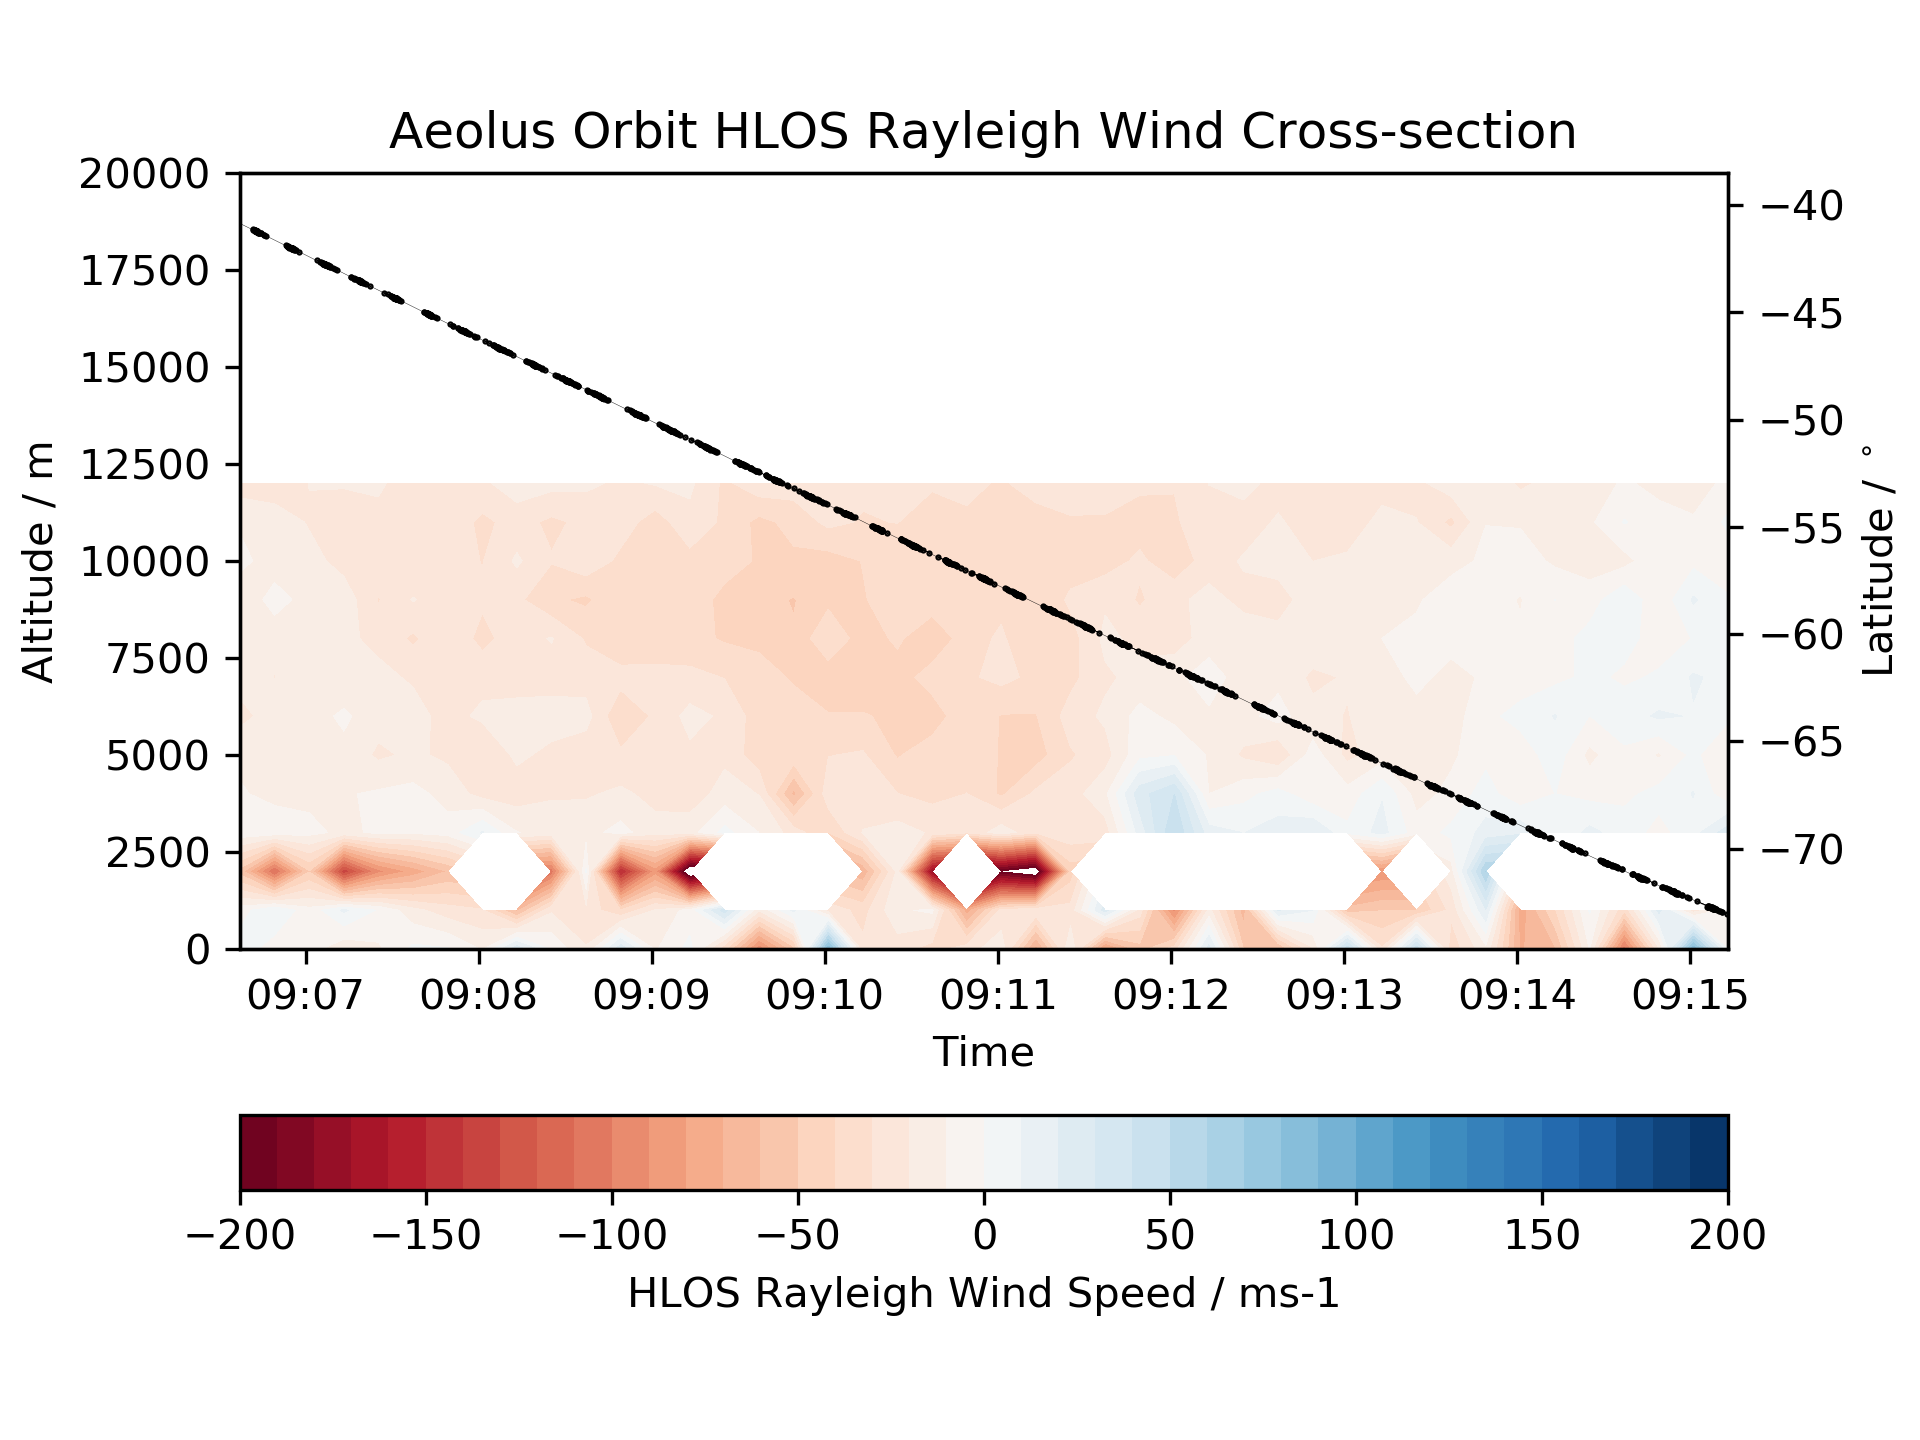 Aeolus Orbit HLOS Rayleigh Wind Cross-section
20000
17500
15000
12500
10000
7500
5000
2500
0
Altitude / m
−40
−45
−50
−55
−60
−65
−70
Latitude / °
09:07 09:08 09:09 09:10 09:11 09:12 09:13 09:14 09:15
Time
−200 −150 −100 −50 0 50 100 150 200
HLOS Rayleigh Wind Speed / ms-1